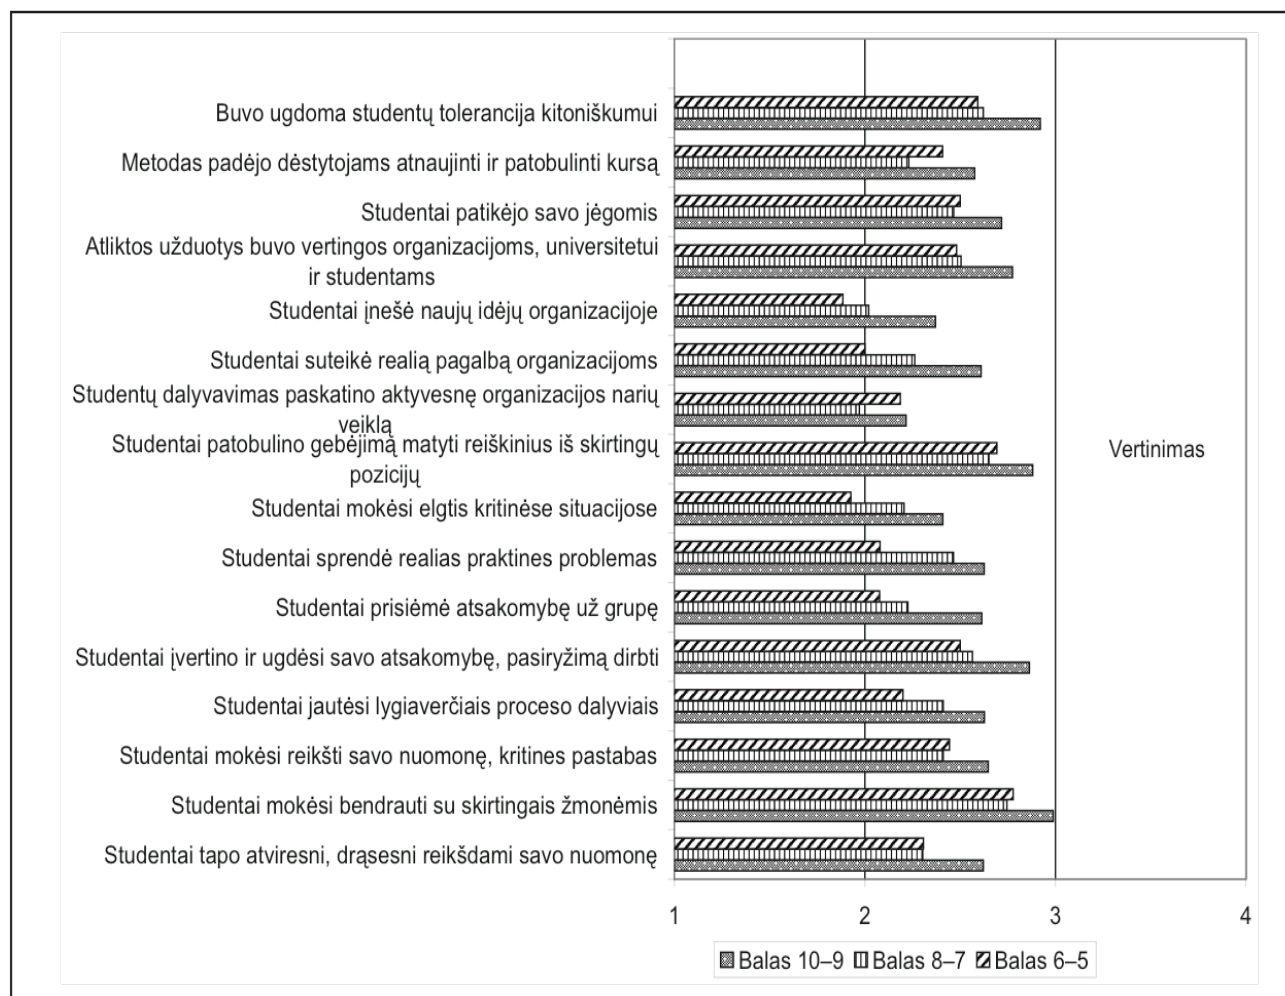 Buvo ugdoma studentų tolerancija kitoniškumui
Metodas padėjo dėstytojams atnaujinti ir patobulinti kursą
Studentai patikėjo savo jėgomis
Atliktos užduotys buvo vertingos organizacijoms, universitetui
ir studentams
Studentai įnešė naujų idėjų organizacijoje
Studentai suteikė realią pagalbą organizacijoms
Studentų dalyvavimas paskatino aktyvesnę organizacijos narių
veiklą
Studentai patobulino gebėjimą matyti reiškinius iš skirtingų
pozicijų
Studentai mokėsi elgtis kritinėse situacijose
Studentai sprendė realias praktines problemas
Studentai prisiėmė atsakomybę už grupę
Studentai įvertino ir ugdėsi savo atsakomybę, pasiryžimą dirbti
Studentai jautėsi lygiaverčiais proceso dalyviais
Studentai mokėsi reikšti savo nuomonę, kritines pastabas
Studentai mokėsi bendrauti su skirtingais žmonėmis
Studentai tapo atviresni, drąsesni reikšdami savo nuomonę
Vertinimas
1 2 3 4
Balas 10–9 Balas 8–7 Balas 6–5